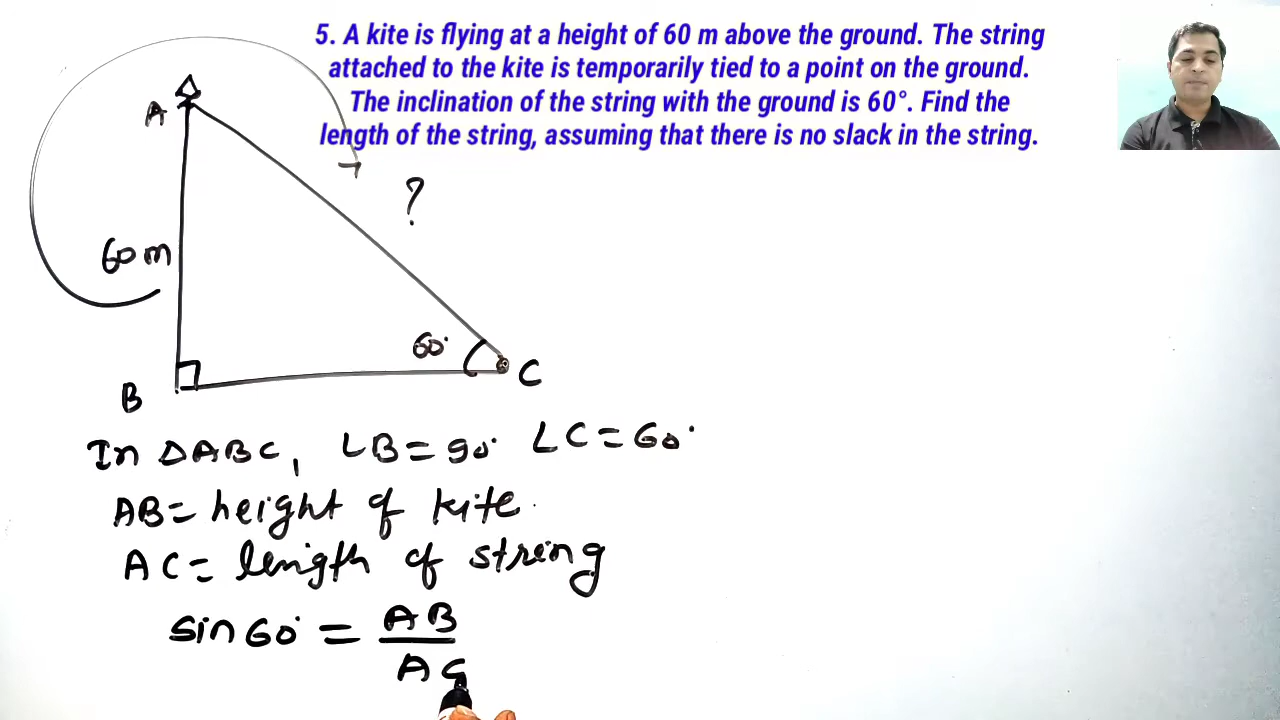 5. A kite is flying at a height of 60 m above the ground. The string
attached to the kite is temporarily tied to a point on the ground.
The inclination of the string with the ground is 60°. Find the
length of the string, assuming that there is no slack in the string.
A
?
60 m
60°
B
C
In ΔABC, ∠B = 90° ∠C = 60°
AB = height of kite.
AC = length of string
sin 60° = AB
AC